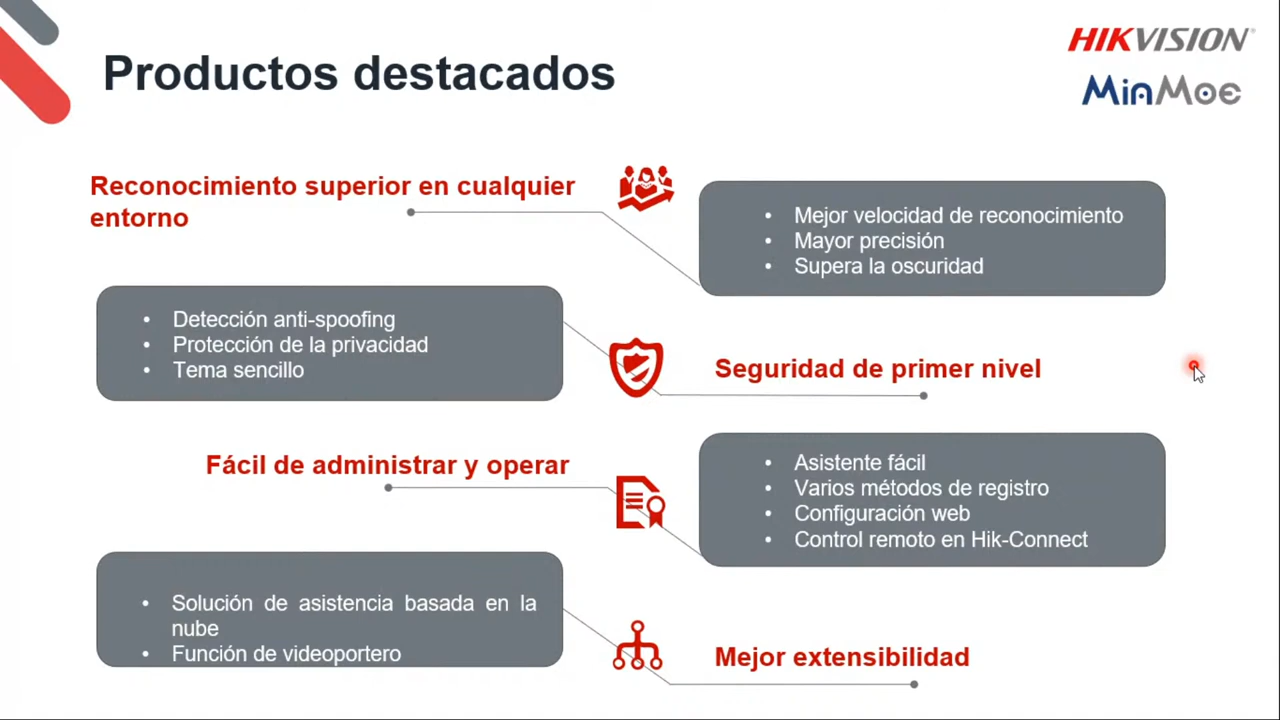 Productos destacados
HIKVISION
MinMoe
Reconocimiento superior en cualquier
entorno
• Mejor velocidad de reconocimiento
• Mayor precisión
• Supera la oscuridad
• Detección anti-spoofing
• Protección de la privacidad
• Tema sencillo
Seguridad de primer nivel
Fácil de administrar y operar
• Asistente fácil
• Varios métodos de registro
• Configuración web
• Control remoto en Hik-Connect
• Solución de asistencia basada en la
nube
• Función de videoportero
Mejor extensibilidad